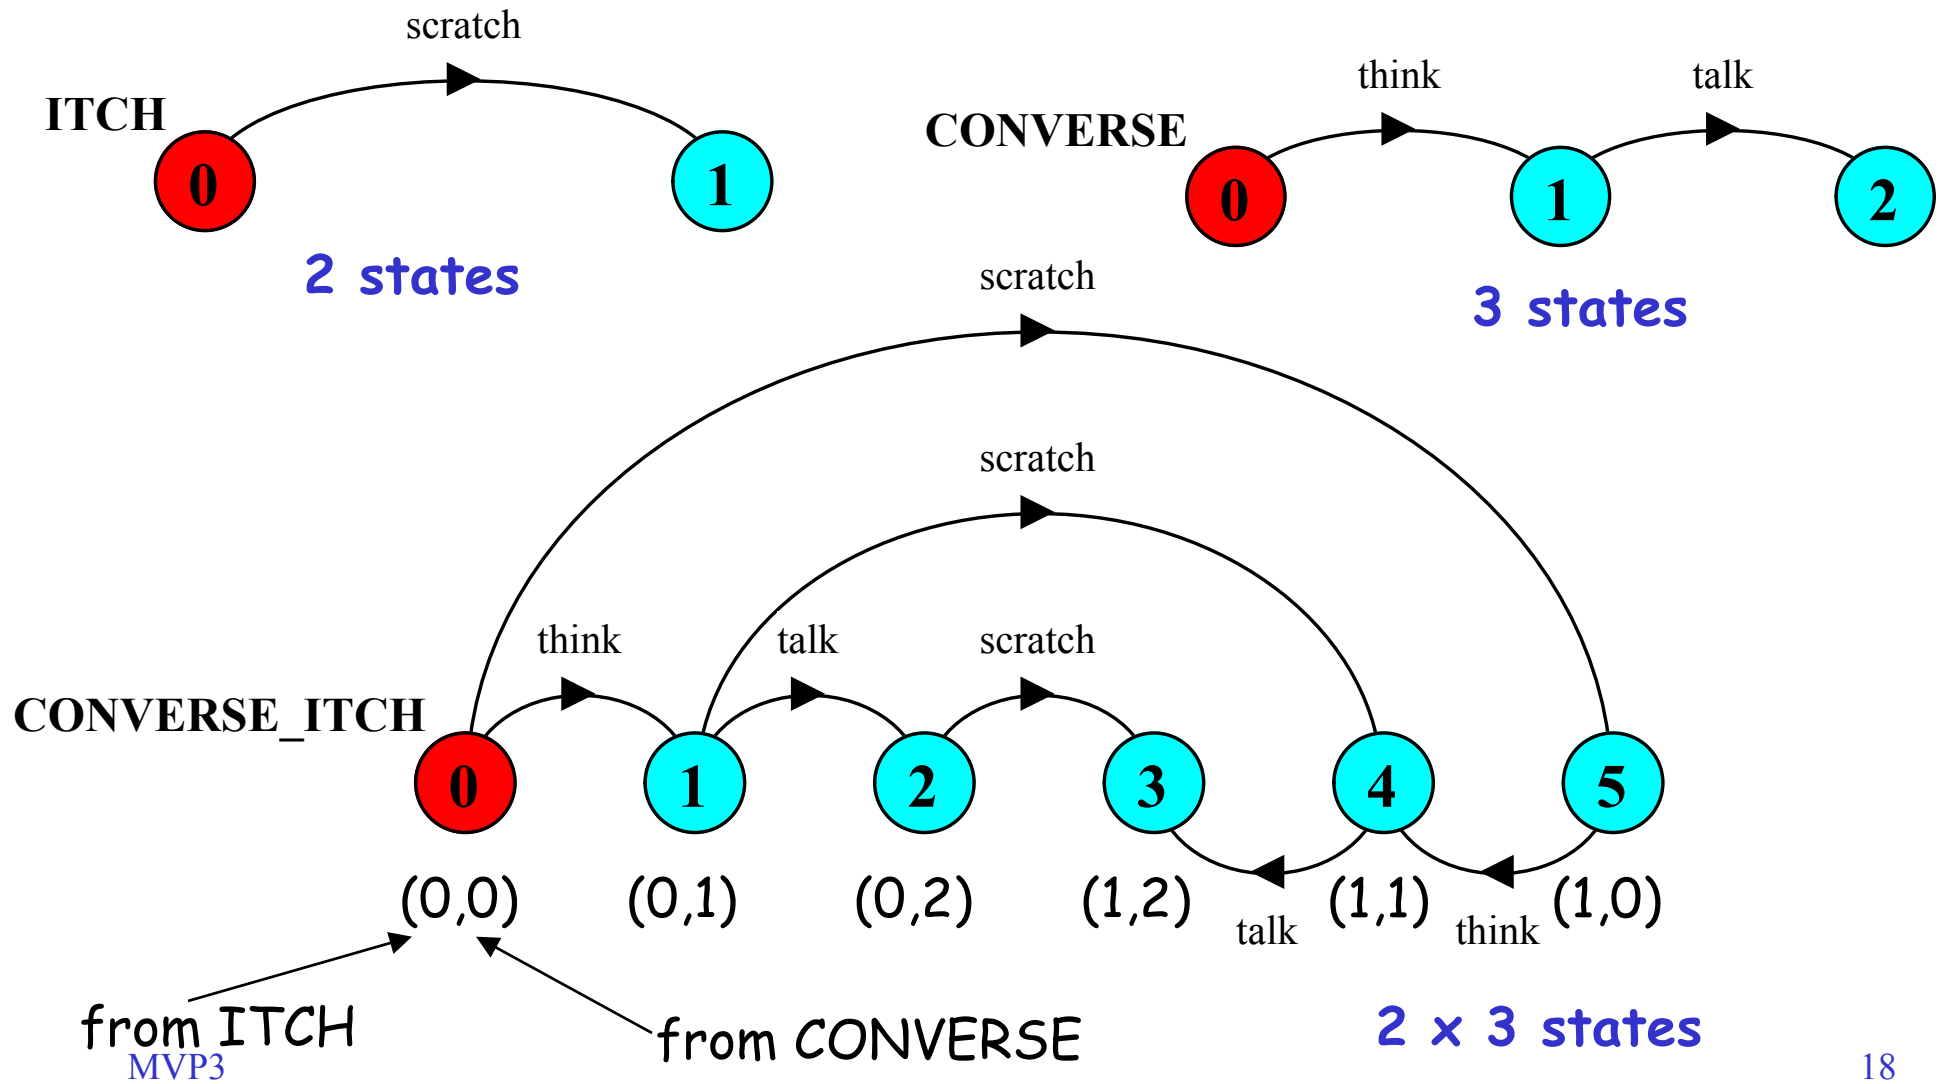 scratch
ITCH
0
1
2 states
think
talk
CONVERSE
0
1
2
3 states
scratch
scratch
think
talk
scratch
CONVERSE_ITCH
0
1
2
3
4
5
(0,0)
(0,1)
(0,2)
(1,2)
(1,1)
(1,0)
talk
think
from ITCH
from CONVERSE
2 x 3 states
MVP3
18